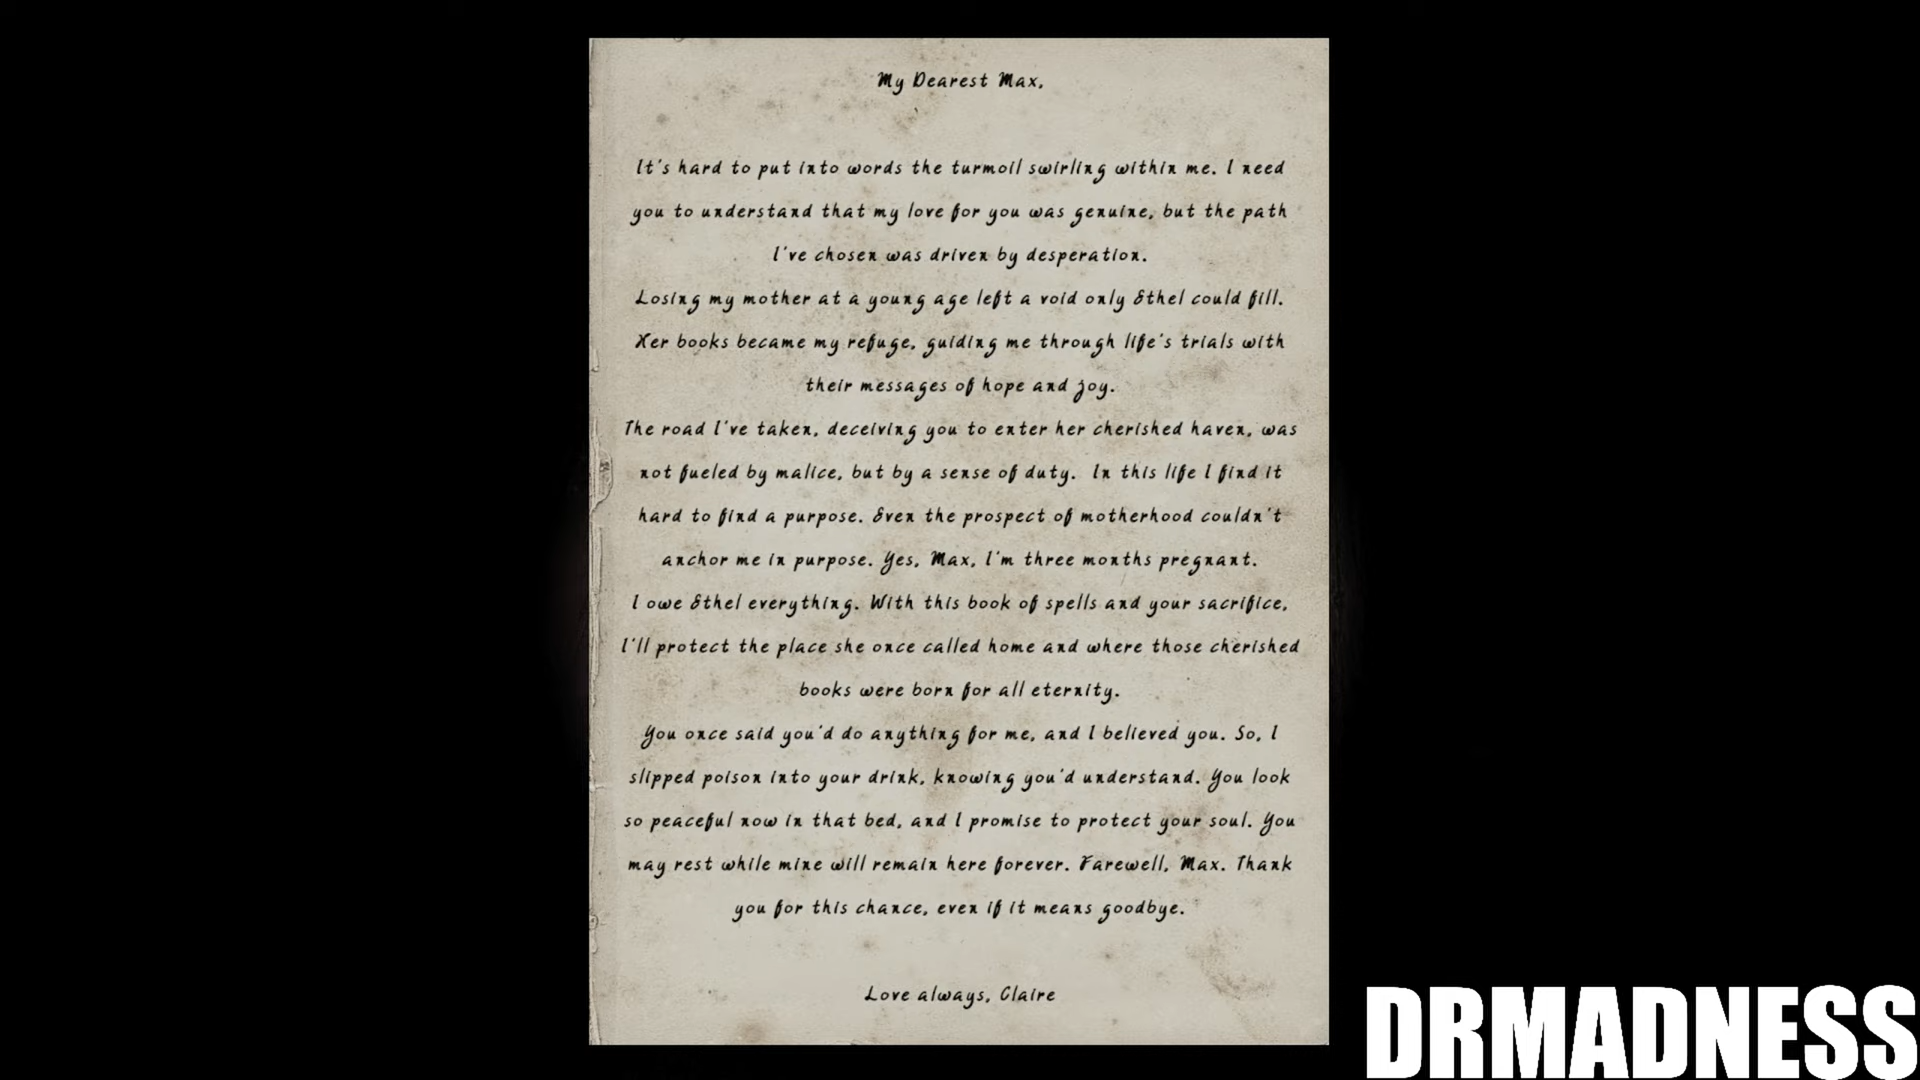 My Dearest Max,
It's hard to put into words the turmoil swirling within me. I need
you to understand that my love for you was genuine, but the path
I've chosen was driven by desperation.
Losing my mother at a young age left a void only Ethel could fill.
Her books became my refuge, guiding me through life's trials with
their messages of hope and joy.
The road I've taken, deceiving you to enter her cherished haven, was
not fueled by malice, but by a sense of duty. In this life I find it
hard to find a purpose. Even the prospect of motherhood couldn't
anchor me in purpose. Yes, Max, I'm three months pregnant.
I owe Ethel everything. With this book of spells and your sacrifice,
I'll protect the place she once called home and where those cherished
books were born for all eternity.
You once said you'd do anything for me, and I believed you. So, I
slipped poison into your drink, knowing you'd understand. You look
so peaceful now in that bed, and I promise to protect your soul. You
may rest while mine will remain here forever. Farewell, Max. Thank
you for this chance, even if it means goodbye.
Love always, Claire
DRMADNESS